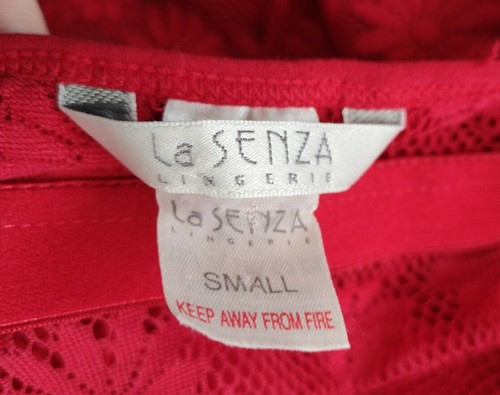 La SENZA
LINGERIE
La SENZA
LINGERIE
SMALL
KEEP AWAY FROM FIRE